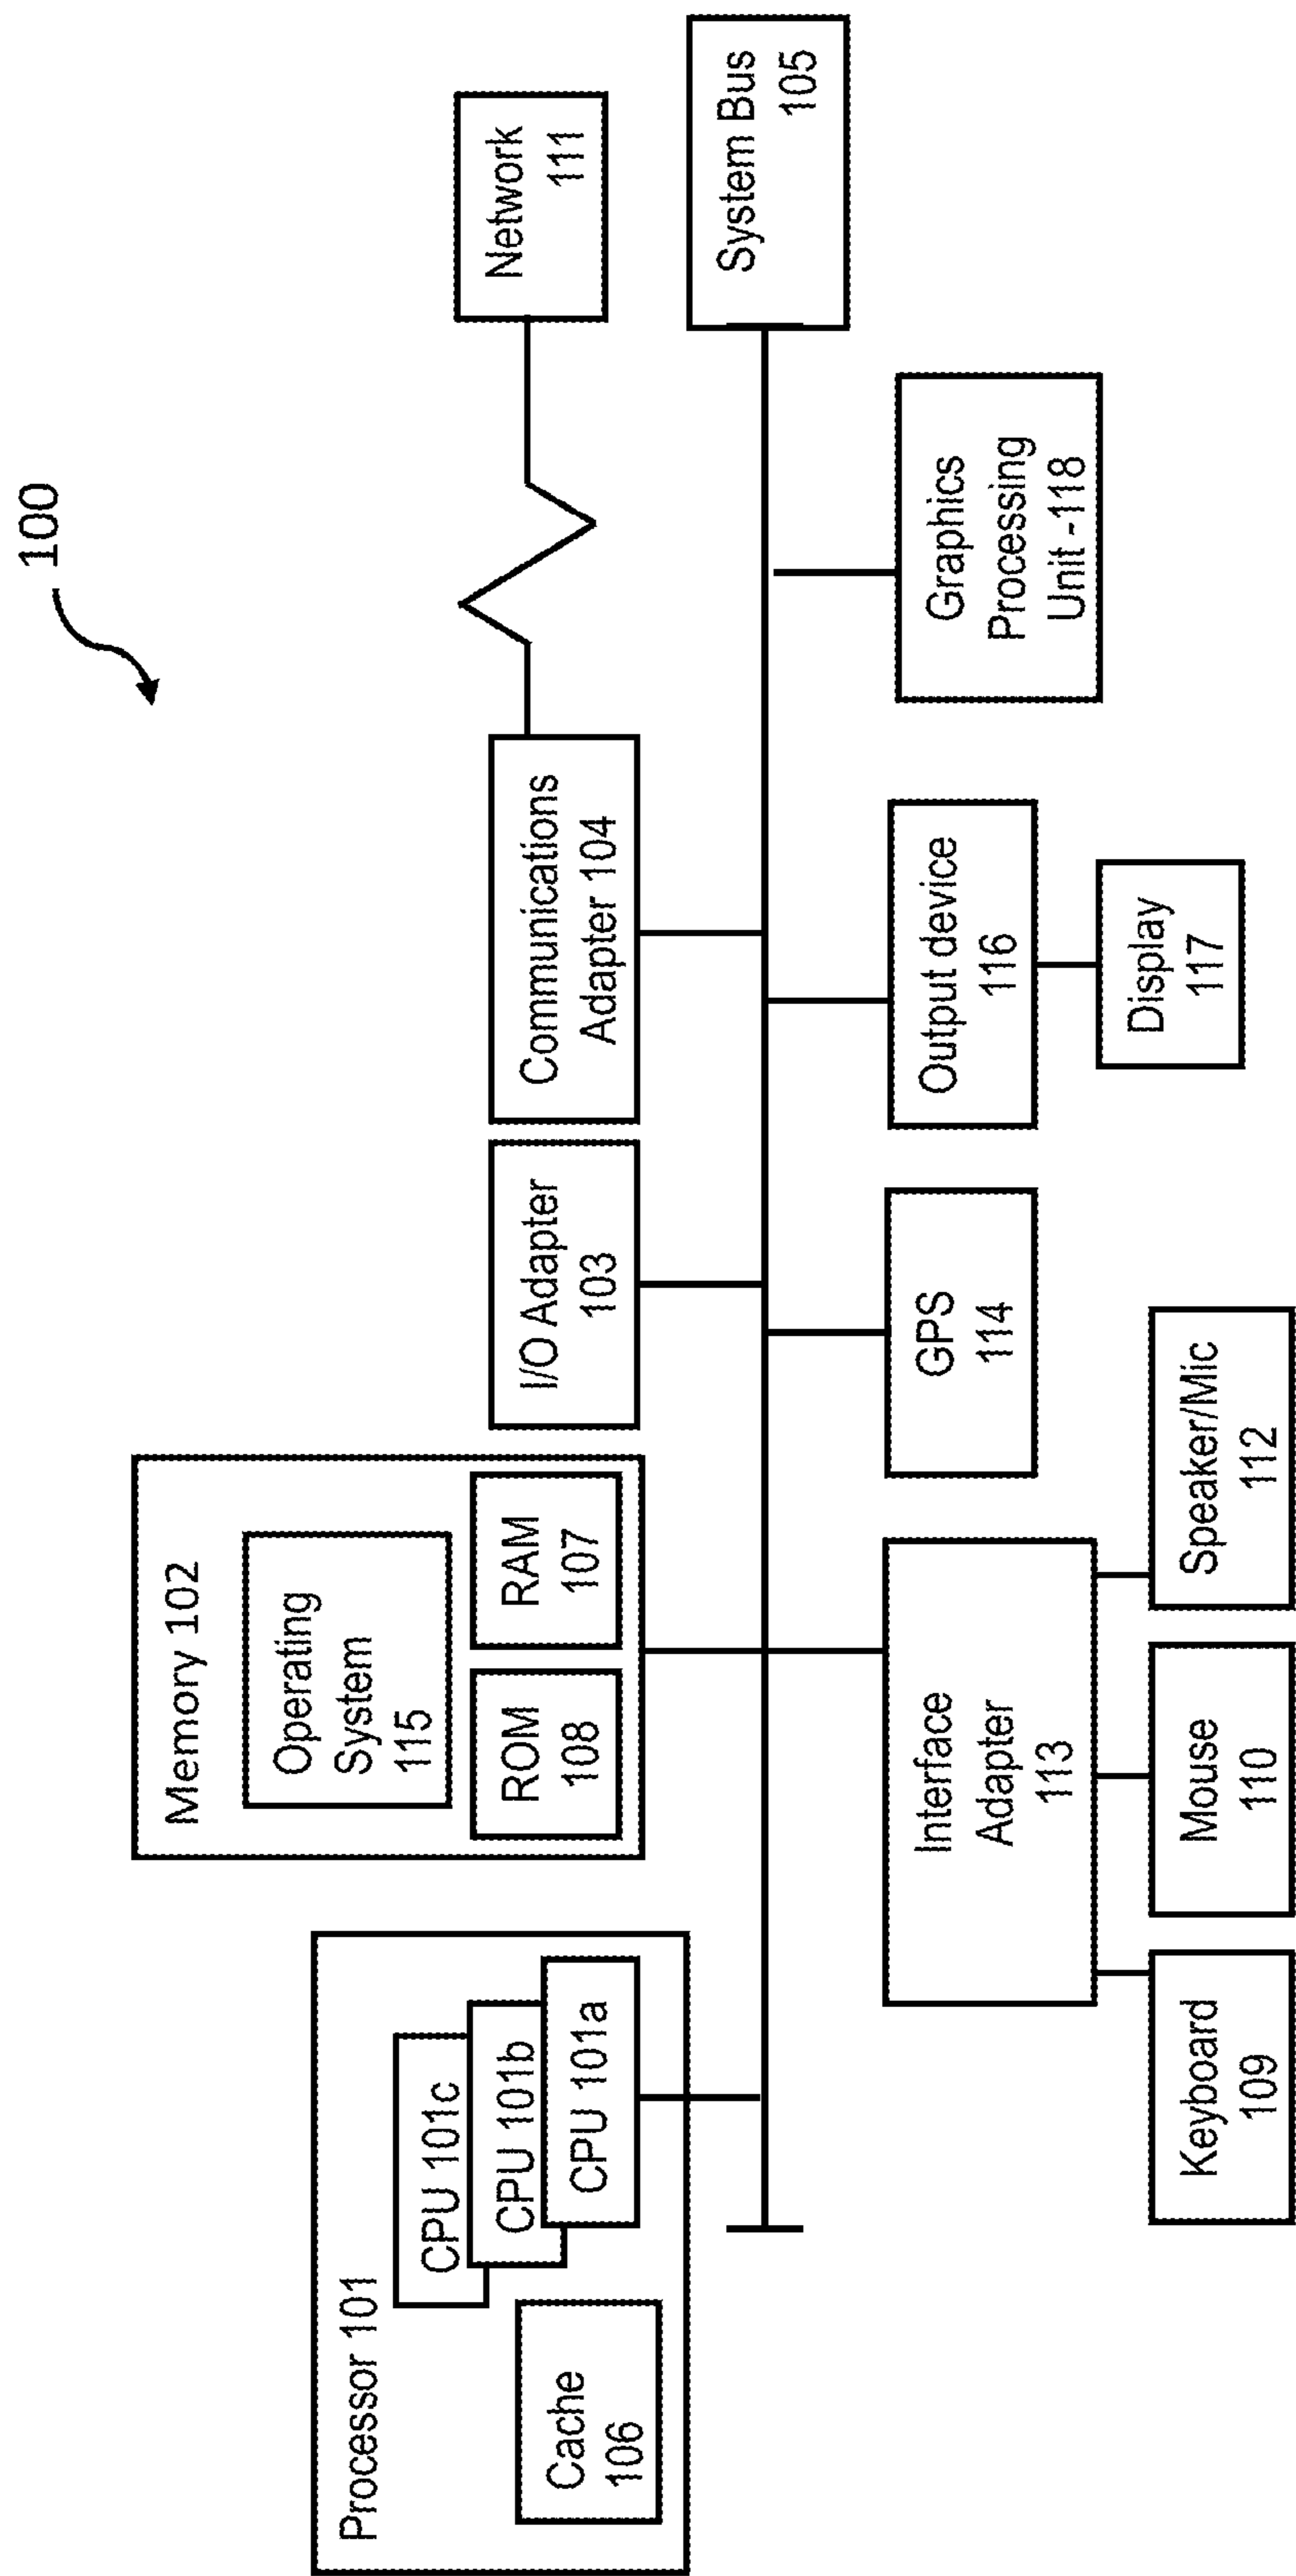 100
Processor 101
Cache
106
CPU 101c
CPU 101b
CPU 101a
Memory 102
Operating
System
115
ROM
108
RAM
107
I/O Adapter
103
Communications
Adapter 104
Network
111
System Bus
105
Interface
Adapter
113
Keyboard
109
Mouse
110
Speaker/Mic
112
GPS
114
Output device
116
Display
117
Graphics
Processing
Unit -118